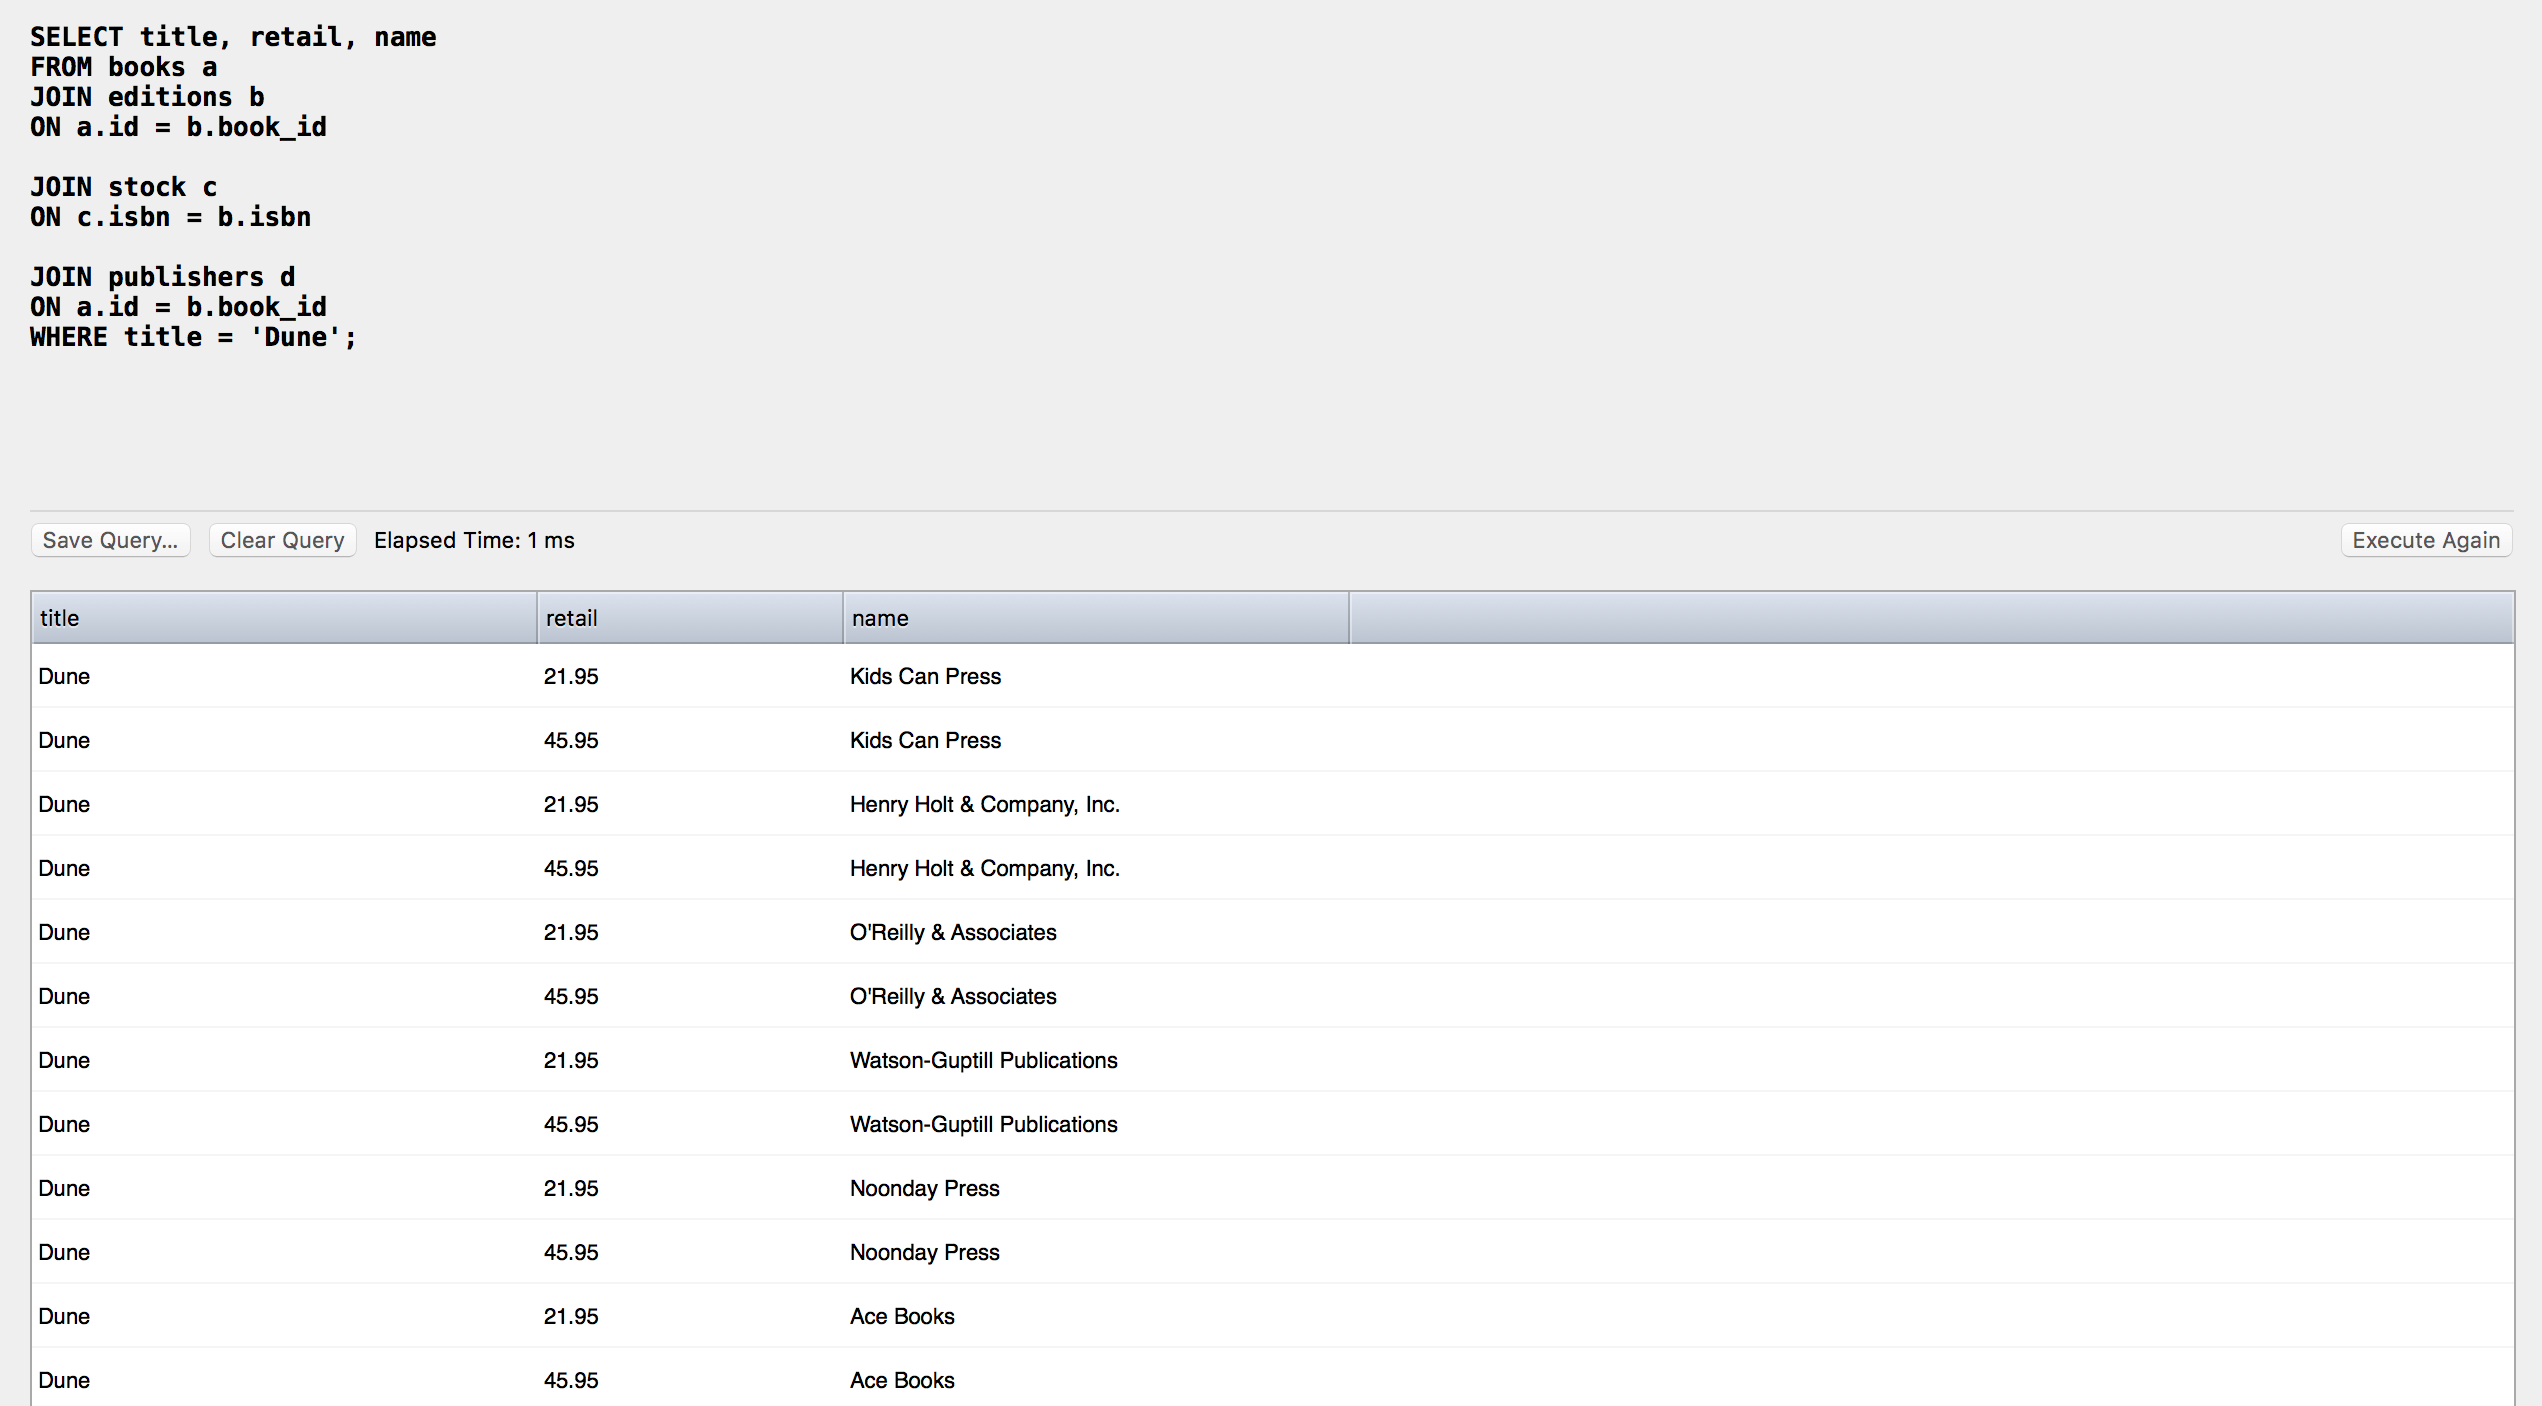 SELECT title, retail, name
FROM books a
JOIN editions b
ON a.id = b.book_id
JOIN stock c
ON c.isbn = b.isbn
JOIN publishers d
ON a.id = b.book_id
WHERE title = 'Dune';
Save Query... Clear Query Elapsed Time: 1 ms Execute Again
title retail name
Dune 21.95 Kids Can Press
Dune 45.95 Kids Can Press
Dune 21.95 Henry Holt & Company, Inc.
Dune 45.95 Henry Holt & Company, Inc.
Dune 21.95 O'Reilly & Associates
Dune 45.95 O'Reilly & Associates
Dune 21.95 Watson-Guptill Publications
Dune 45.95 Watson-Guptill Publications
Dune 21.95 Noonday Press
Dune 45.95 Noonday Press
Dune 21.95 Ace Books
Dune 45.95 Ace Books